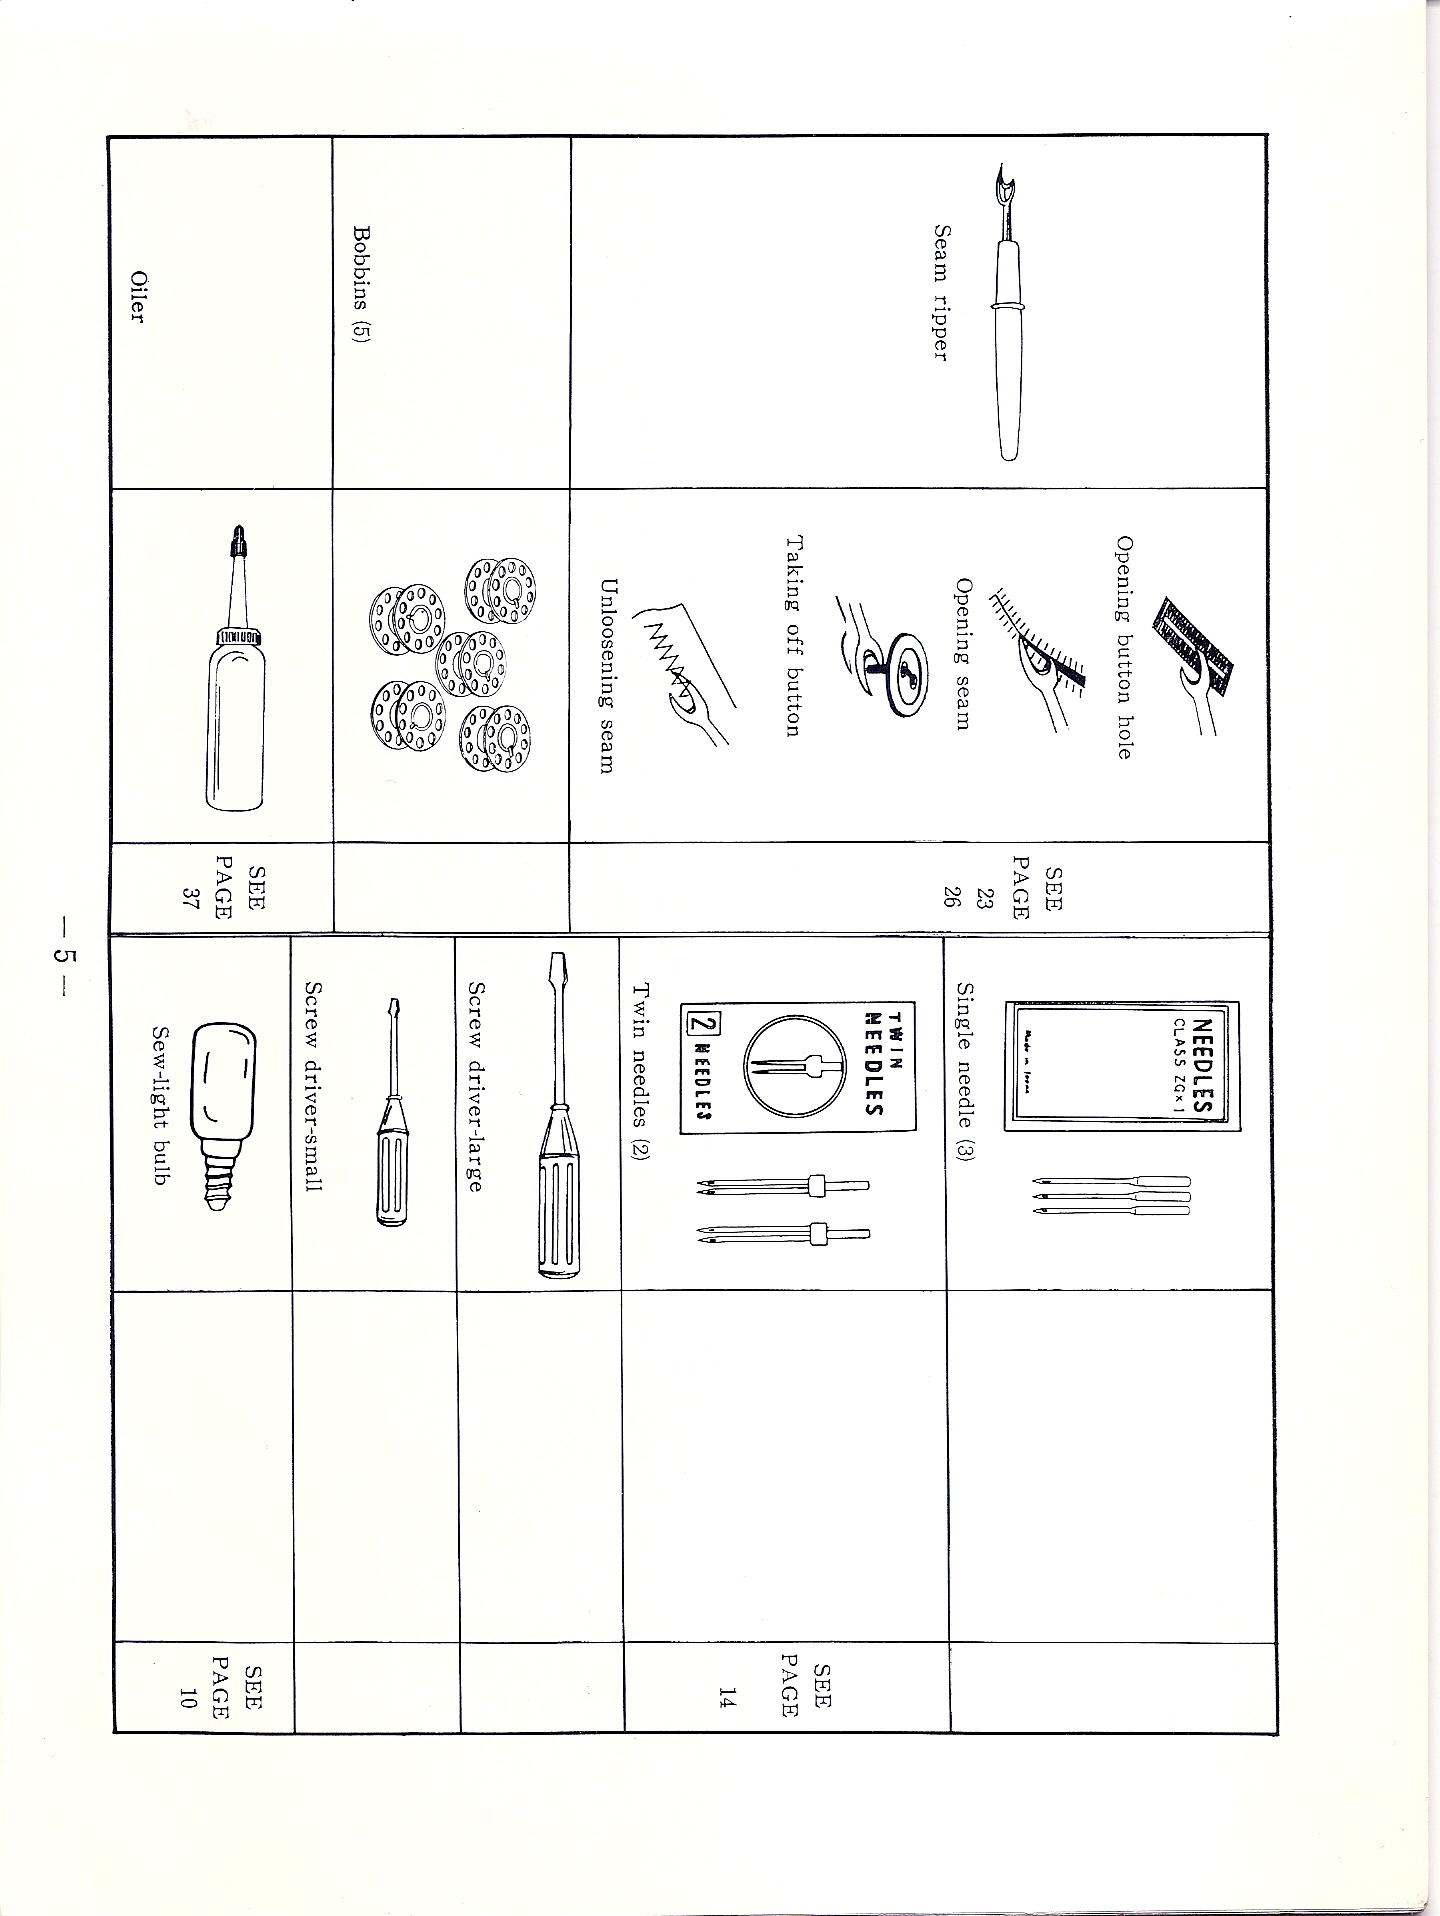 Seam ripper
Opening button hole
Opening seam
Taking off button
Unloosening seam
SEE
PAGE
23
26
Bobbins (5)
Oiler
SEE
PAGE
37
NEEDLES
CLASS ZG×1
Made in
Single needle (3)
TWIN
NEEDLES
2 NEEDLES
Twin needles (2)
SEE
PAGE
14
Screw driver-large
Screw driver-small
Sew-light bulb
SEE
PAGE
10
— 5 —